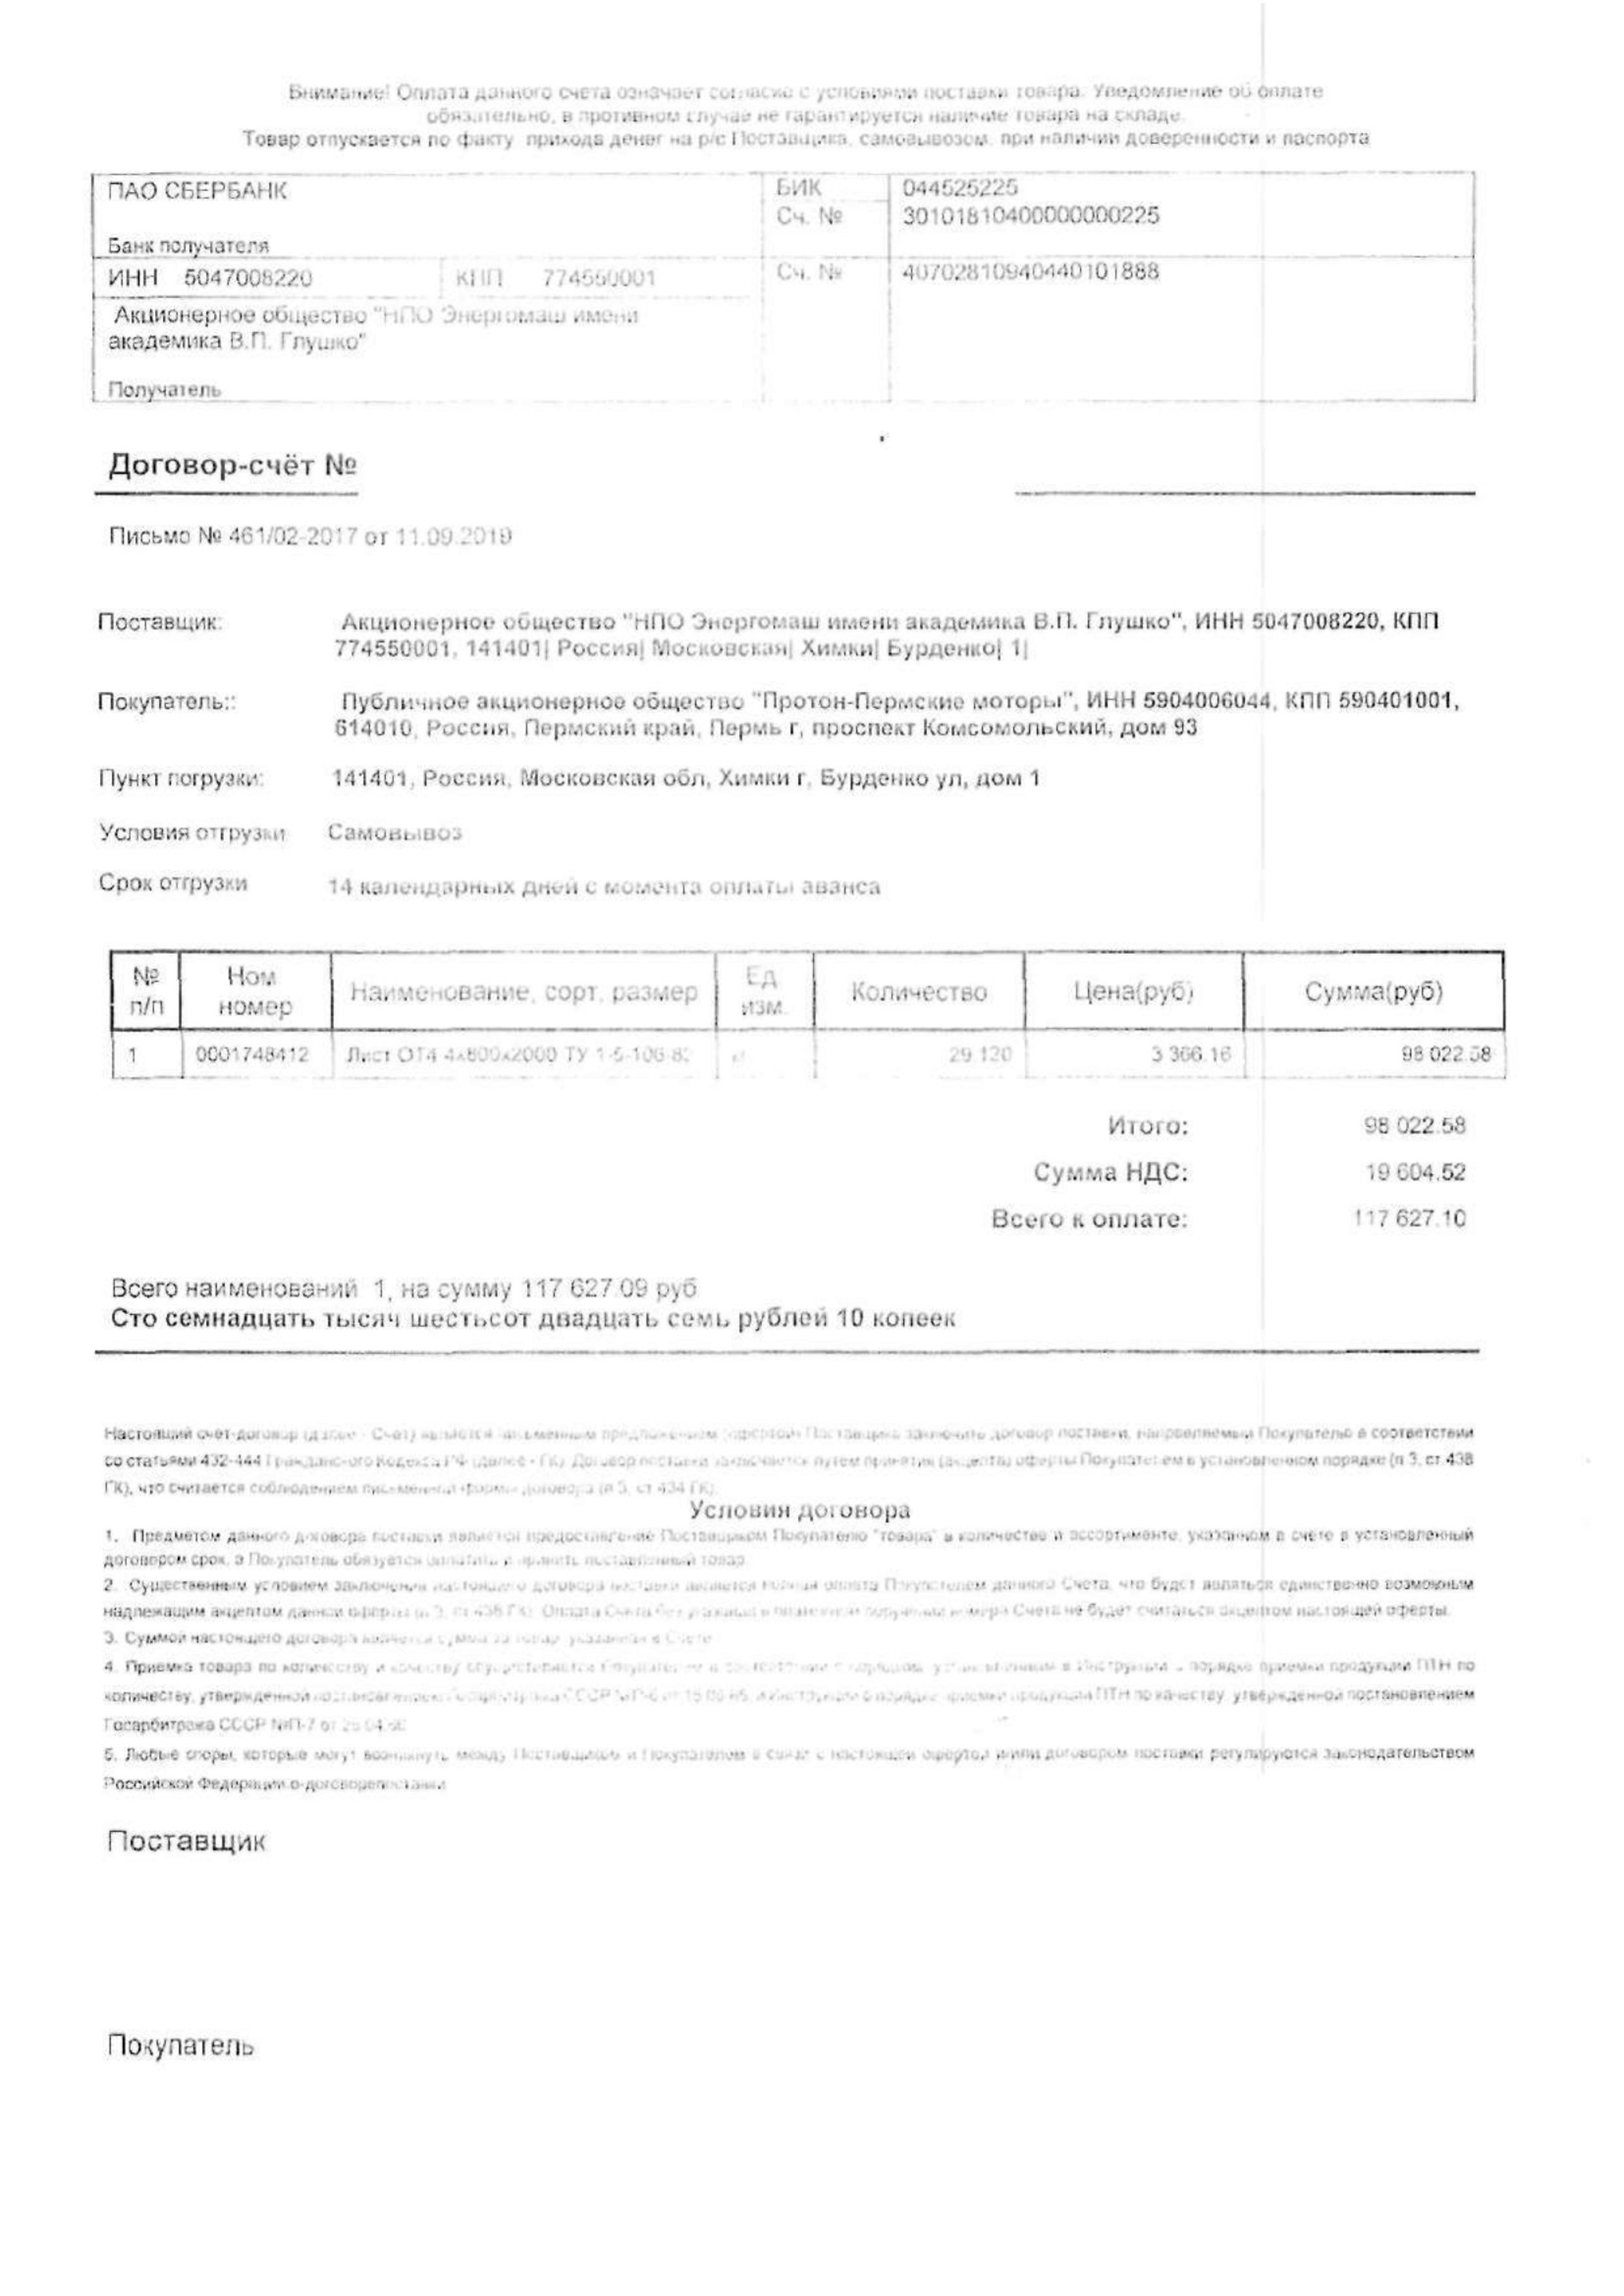 Внимание! Оплата данного счета означает согласие с условиями поставки товара. Уведомление об оплате
обязательно, в противном случае не гарантируется наличие товара на складе.
Товар отпускается по факту прихода денег на р/с Поставщика, самовывозом, при наличии доверенности и паспорта
ПАО СБЕРБАНК БИК 044525225
Сч. № 30101810400000000225
Банк получателя
ИНН 5047008220 КПП 774550001 Сч. № 40702810940440101888
Акционерное общество "НПО Энергомаш имени
академика В.П. Глушко"
Получатель
Договор-счёт №
Письмо № 461/02-2017 от 11.09.2019
Поставщик: Акционерное общество "НПО Энергомаш имени академика В.П. Глушко", ИНН 5047008220, КПП
774550001, 141401| Россия| Московская| Химки| Бурденко| 1|
Покупатель:: Публичное акционерное общество "Протон-Пермские моторы", ИНН 5904006044, КПП 590401001,
614010, Россия, Пермский край, Пермь г, проспект Комсомольский, дом 93
Пункт погрузки: 141401, Россия, Московская обл, Химки г, Бурденко ул, дом 1
Условия отгрузки Самовывоз
Срок отгрузки 14 календарных дней с момента оплаты аванса
№ п/п Ном номер Наименование, сорт, размер Ед изм. Количество Цена(руб) Сумма(руб)
1 0001748412 Лист ОТ4 4х800х2000 ТУ 1-5-106-8 29.120 3 366.16 98 022.58
Итого: 98 022.58
Сумма НДС: 19 604.52
Всего к оплате: 117 627.10
Всего наименований 1, на сумму 117 627.09 руб
Сто семнадцать тысяч шестьсот двадцать семь рублей 10 копеек
Настоящий счет-договор (далее - Счет) является письменным предложением (офертой) Поставщика заключить договор поставки, направляемый Покупателю в соответствии
со статьями 432-444 Гражданского Кодекса РФ (далее - ГК). Договор поставки заключается путем принятия (акцепта) оферты Покупателем в установленном порядке (п 3, ст 438
ГК), что считается соблюдением письменной формы договора (п 3, ст 434 ГК).
Условия договора
1. Предметом данного договора поставки является предоставление Поставщиком Покупателю "товара" в количестве и ассортименте, указанном в счете в установленный
договором срок, а Покупатель обязуется оплатить и принять поставленный товар
2. Существенным условием заключения настоящего договора поставки является полная оплата Покупателем данного Счета, что будет являться единственно возможным
надлежащим акцептом данной оферты (п 3, ст 438 ГК). Оплата Счета без указания в платежном поручении номера Счета не будет считаться акцептом настоящей оферты.
3. Суммой настоящего договора является сумма за товар, указанная в Счете
4. Приемка товара по количеству и качеству осуществляется Покупателем в соответствии с порядком, установленным в Инструкции о порядке приемки продукции ПТН по
количеству, утвержденной постановлением Госарбитража СССР №П-6 от 15.06.65, и Инструкции о порядке приемки продукции ПТН по качеству, утвержденной постановлением
Госарбитража СССР №П-7 от 25.04.66
5. Любые споры, которые могут возникнуть между Поставщиком и Покупателем в связи с настоящей офертой и/или договором поставки регулируются законодательством
Российской Федерации о договоре поставки
Поставщик
Покупатель